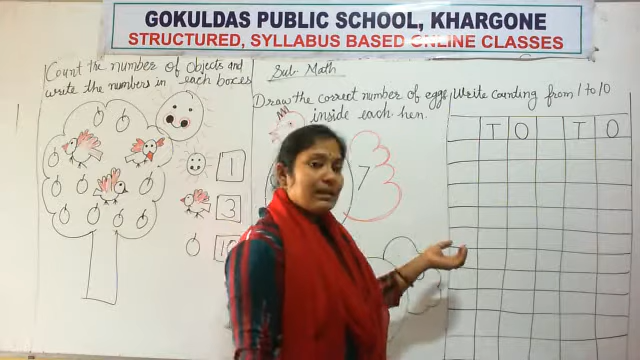 GOKULDAS PUBLIC SCHOOL, KHARGONE
STRUCTURED, SYLLABUS BASED ONLINE CLASSES
Count the number of objects and
write the numbers in each boxes
1
3
10
Sub- Math
Draw the correct number of eggs
inside each hen.
7
Write counding from 1 to 10
T O T O